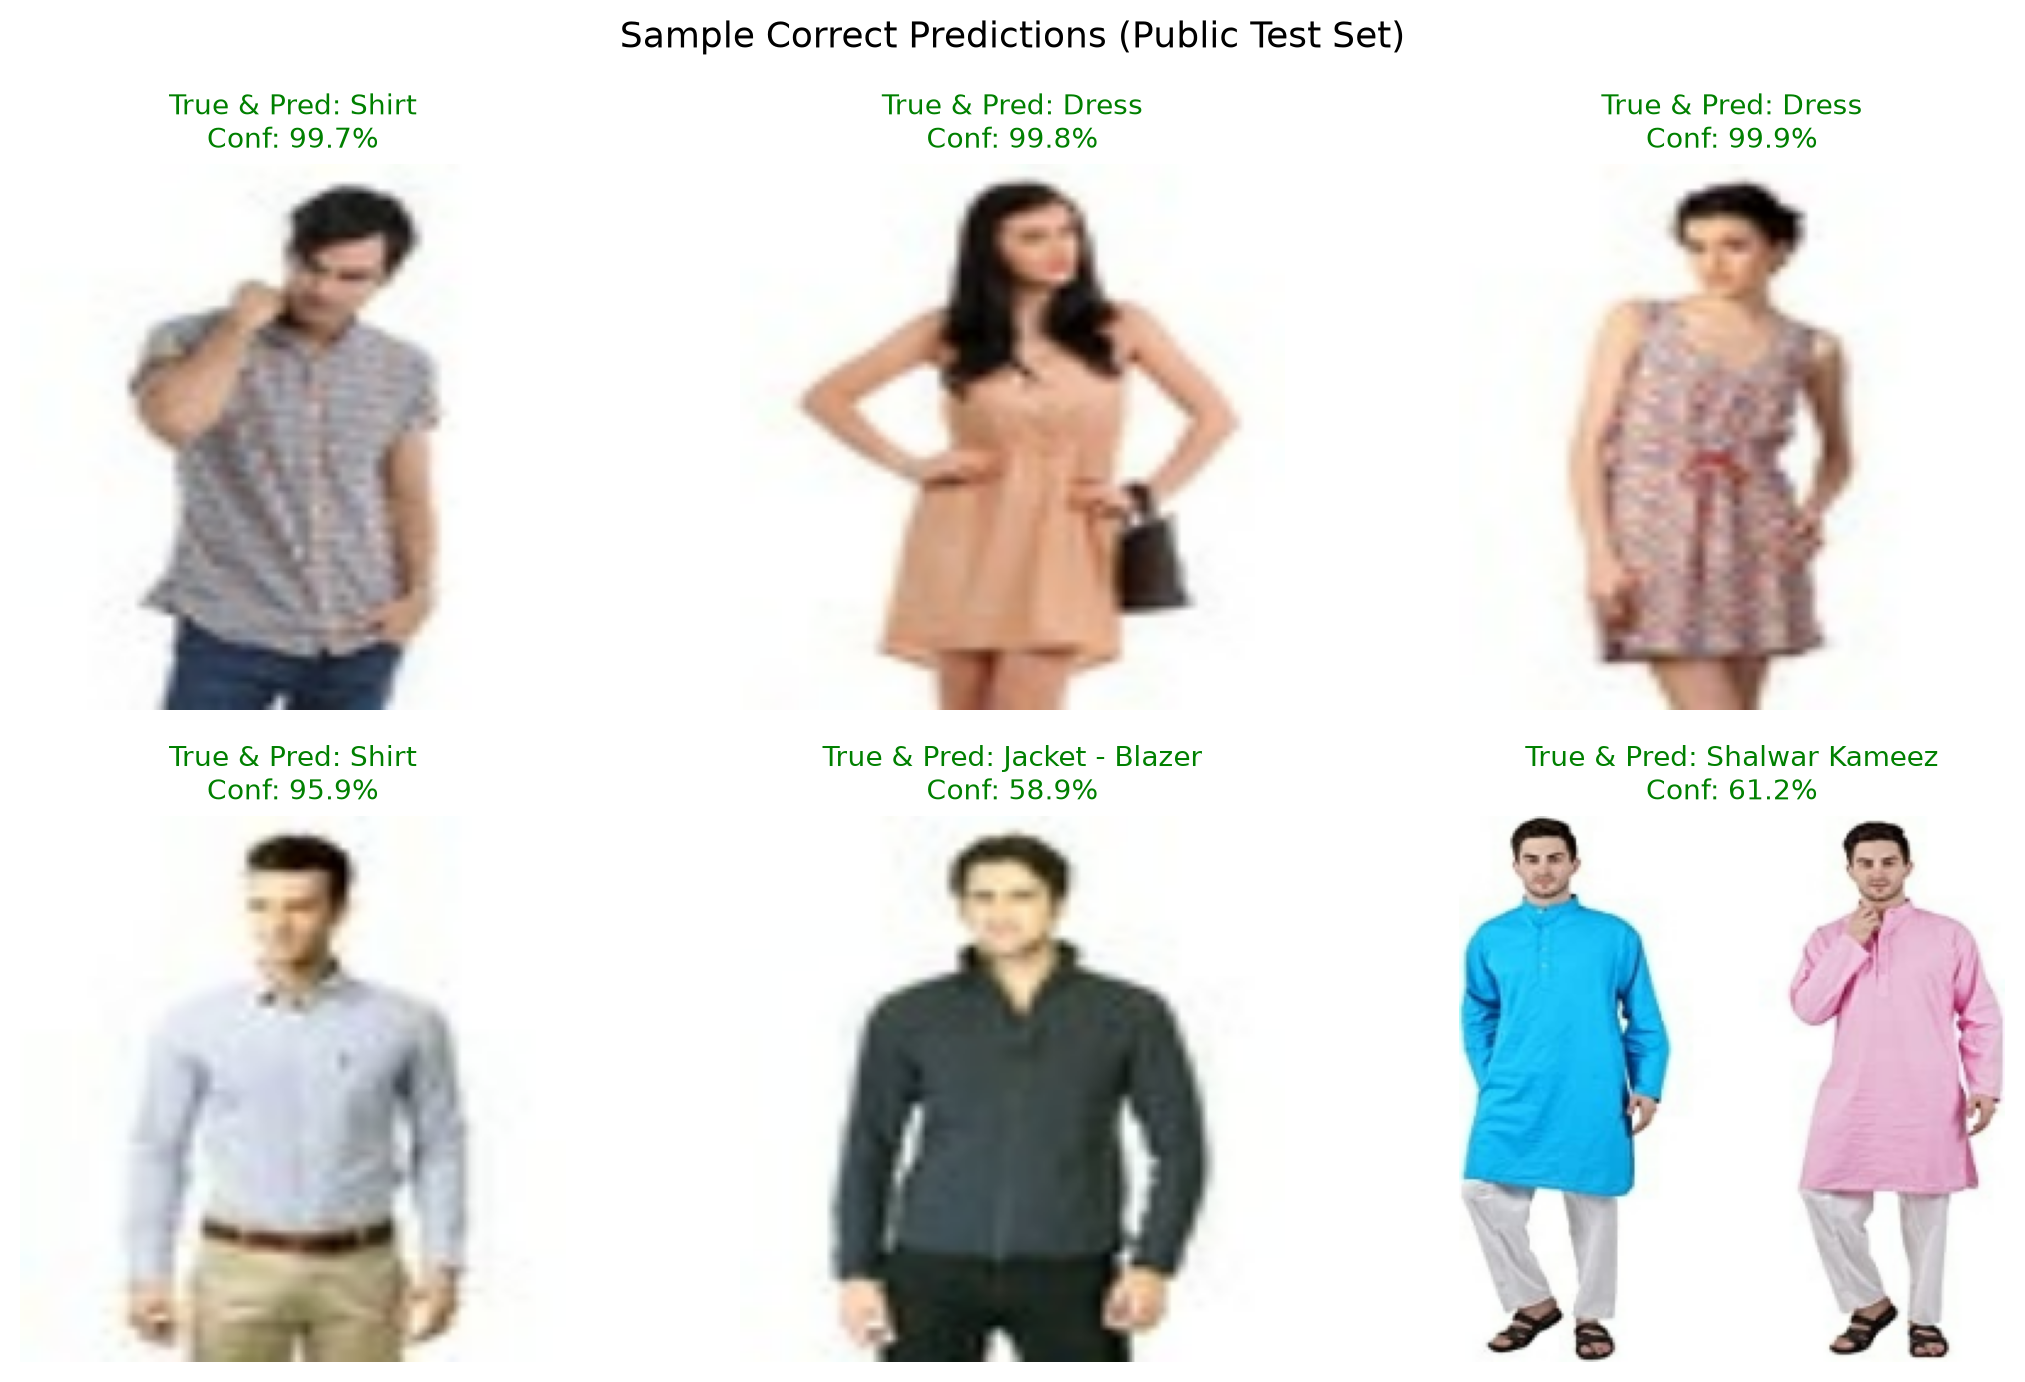 Sample Correct Predictions (Public Test Set)
True & Pred: Shirt
Conf: 99.7%
True & Pred: Dress
Conf: 99.8%
True & Pred: Dress
Conf: 99.9%
True & Pred: Shirt
Conf: 95.9%
True & Pred: Jacket - Blazer
Conf: 58.9%
True & Pred: Shalwar Kameez
Conf: 61.2%